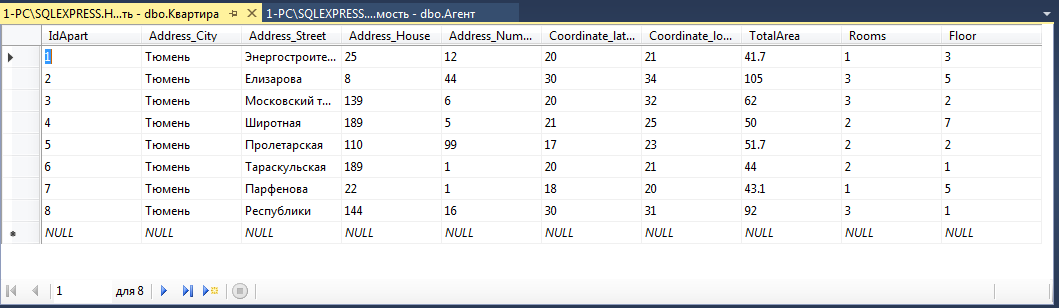 1-PC\SQLEXPRESS.Н...ть - dbo.Квартира 1-PC\SQLEXPRESS....мость - dbo.Агент
IdApart Address_City Address_Street Address_House Address_Num... Coordinate_lat... Coordinate_lo... TotalArea Rooms Floor
1 Тюмень Энергостроите... 25 12 20 21 41.7 1 3
2 Тюмень Елизарова 8 44 30 34 105 3 5
3 Тюмень Московский т... 139 6 20 32 62 3 2
4 Тюмень Широтная 189 5 21 25 50 2 7
5 Тюмень Пролетарская 110 99 17 23 51.7 2 2
6 Тюмень Тараскульская 189 1 20 21 44 2 1
7 Тюмень Парфенова 22 1 18 20 43.1 1 5
8 Тюмень Республики 144 16 30 31 92 3 1
NULL NULL NULL NULL NULL NULL NULL NULL NULL NULL
1 для 8